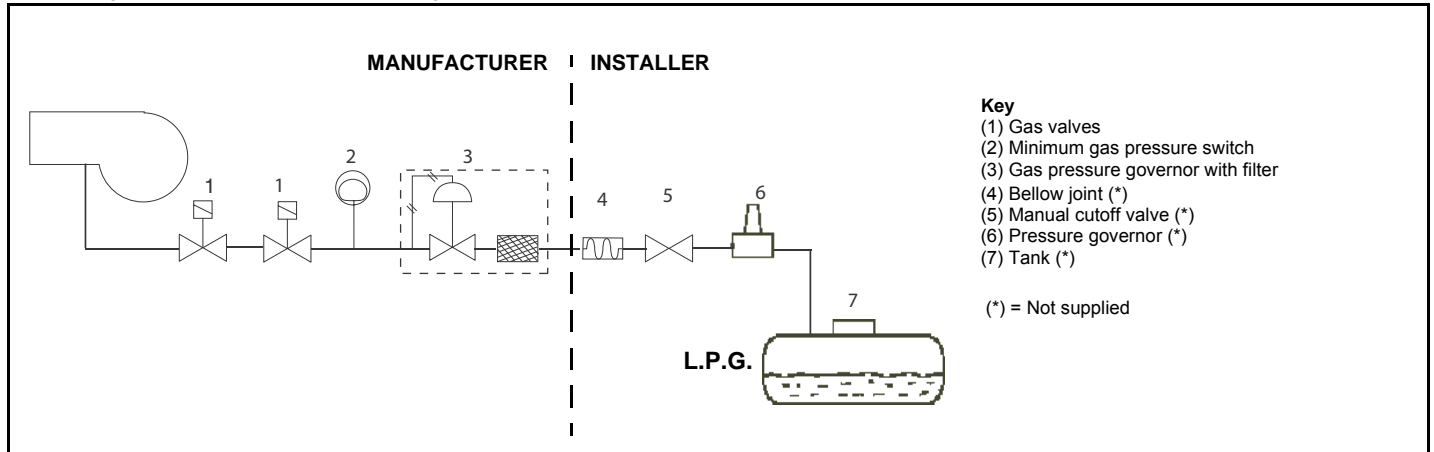 MANUFACTURER
INSTALLER
1
1
2
3
4
5
6
7
L.P.G.
Key
(1) Gas valves
(2) Minimum gas pressure switch
(3) Gas pressure governor with filter
(4) Bellow joint (*)
(5) Manual cutoff valve (*)
(6) Pressure governor (*)
(7) Tank (*)
(*) = Not supplied